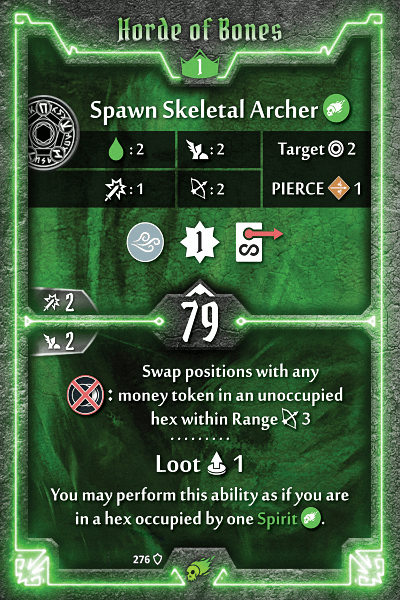 Horde of Bones
1
Spawn Skeletal Archer
: 2 : 2 Target 2
: 1 : 2 PIERCE 1
1
2
79
2
Swap positions with any
: money token in an unoccupied
hex within Range 3
Loot 1
You may perform this ability as if you are
in a hex occupied by one Spirit .
276